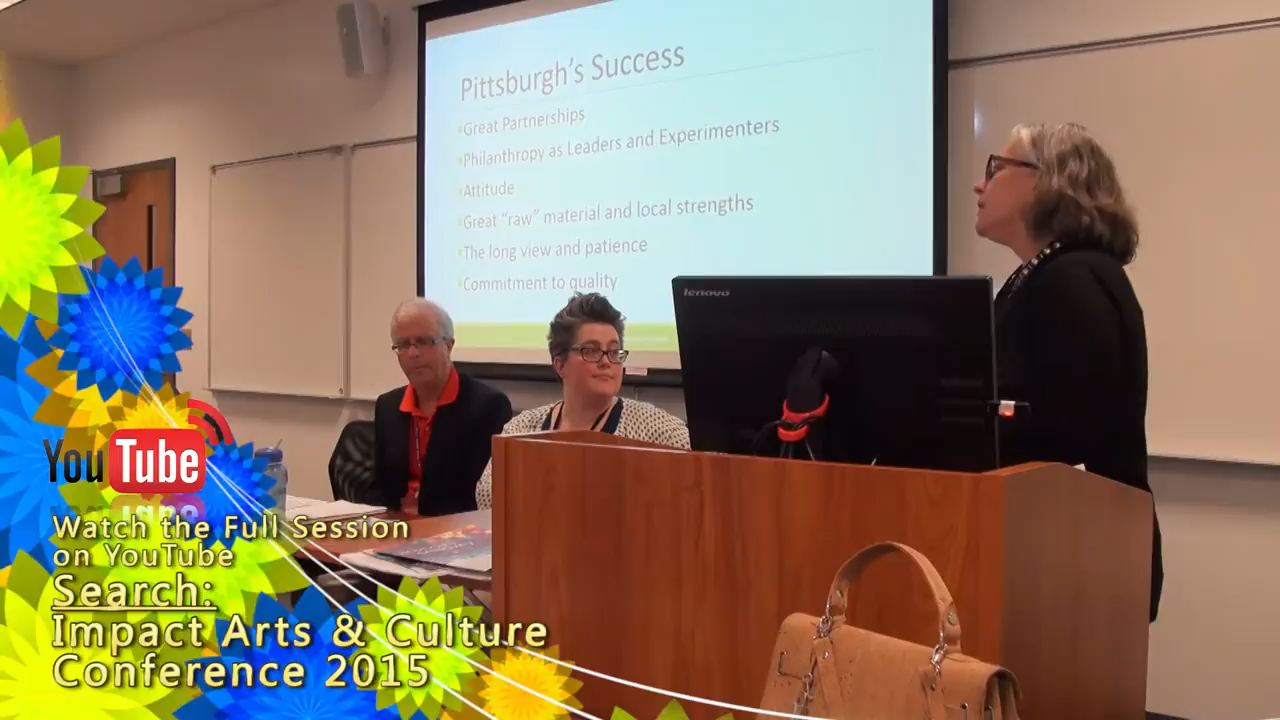 Pittsburgh's Success
Great Partnerships
Philanthropy as Leaders and Experimenters
Attitude
Great "raw" material and local strengths
The long view and patience
Commitment to quality
lenovo
YouTube
Watch the Full Session
on YouTube
Search:
Impact Arts & Culture
Conference 2015